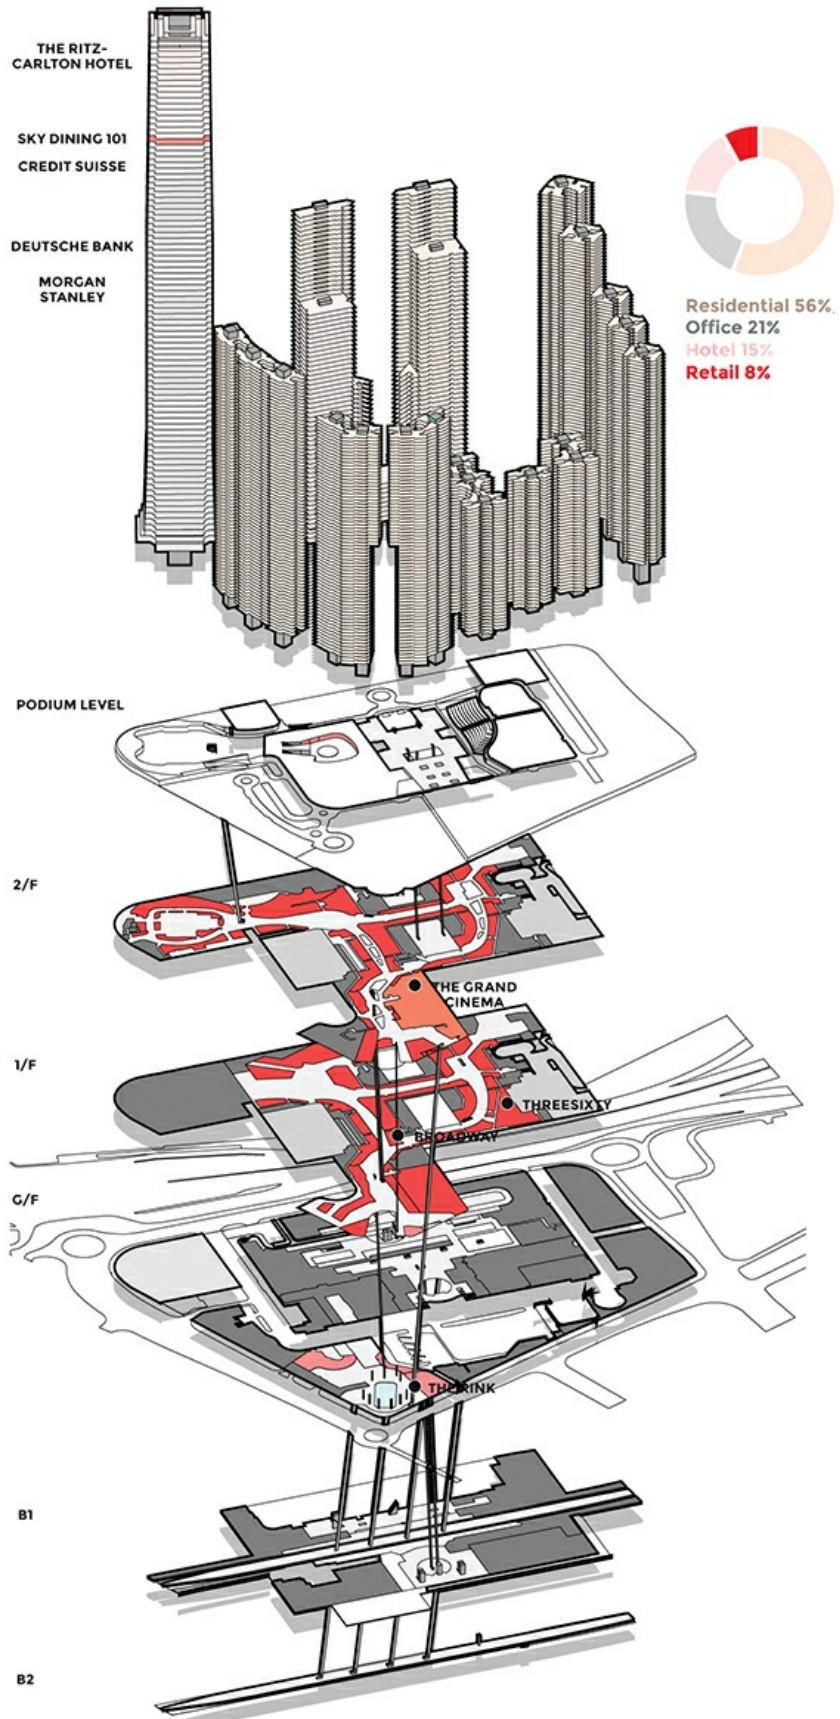 THE RITZ-
CARLTON HOTEL
SKY DINING 101
CREDIT SUISSE
DEUTSCHE BANK
MORGAN
STANLEY
Residential 56%
Office 21%
Hotel 15%
Retail 8%
PODIUM LEVEL
2/F
THE GRAND
CINEMA
1/F
THREESIXTY
BROADWAY
G/F
THE RINK
B1
B2